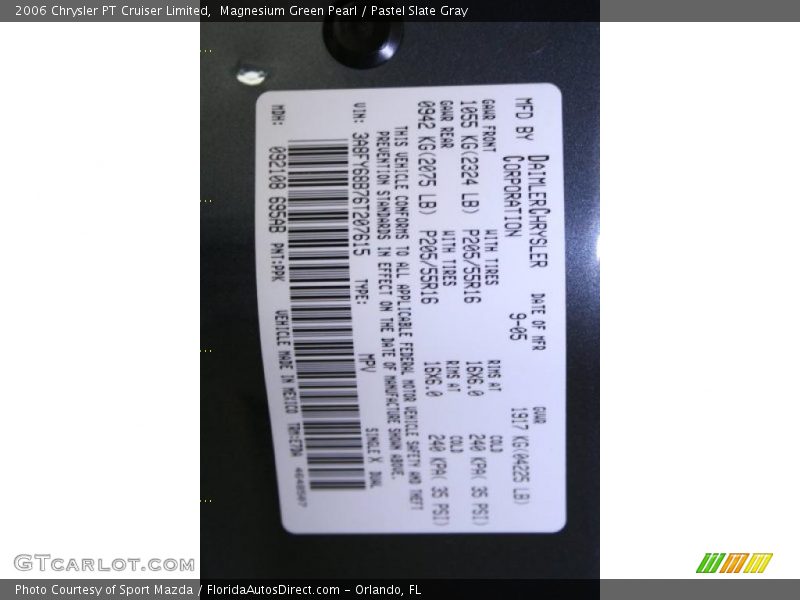 2006 Chrysler PT Cruiser Limited, Magnesium Green Pearl / Pastel Slate Gray
MFD BY DAIMLERCHRYSLER CORPORATION
DATE OF MFR 9-05
GVWR 1917 KG(04225 LB)
GAWR FRONT WITH TIRES RIMS AT COLD
1055 KG(2324 LB) P205/55R16 16X6.0 240 KPA( 35 PSI)
GAWR REAR WITH TIRES RIMS AT COLD
0942 KG(2075 LB) P205/55R16 16X6.0 240 KPA( 35 PSI)
THIS VEHICLE CONFORMS TO ALL APPLICABLE FEDERAL MOTOR VEHICLE SAFETY AND THEFT
PREVENTION STANDARDS IN EFFECT ON THE DATE OF MANUFACTURE SHOWN ABOVE.
VIN: 3A8FY68B76T207615 TYPE: MPV SINGLE X DUAL
MDH: 092108 695AB PNT:PPK VEHICLE MADE IN MEXICO
GTCARLOT.COM
Photo Courtesy of Sport Mazda / FloridaAutosDirect.com - Orlando, FL